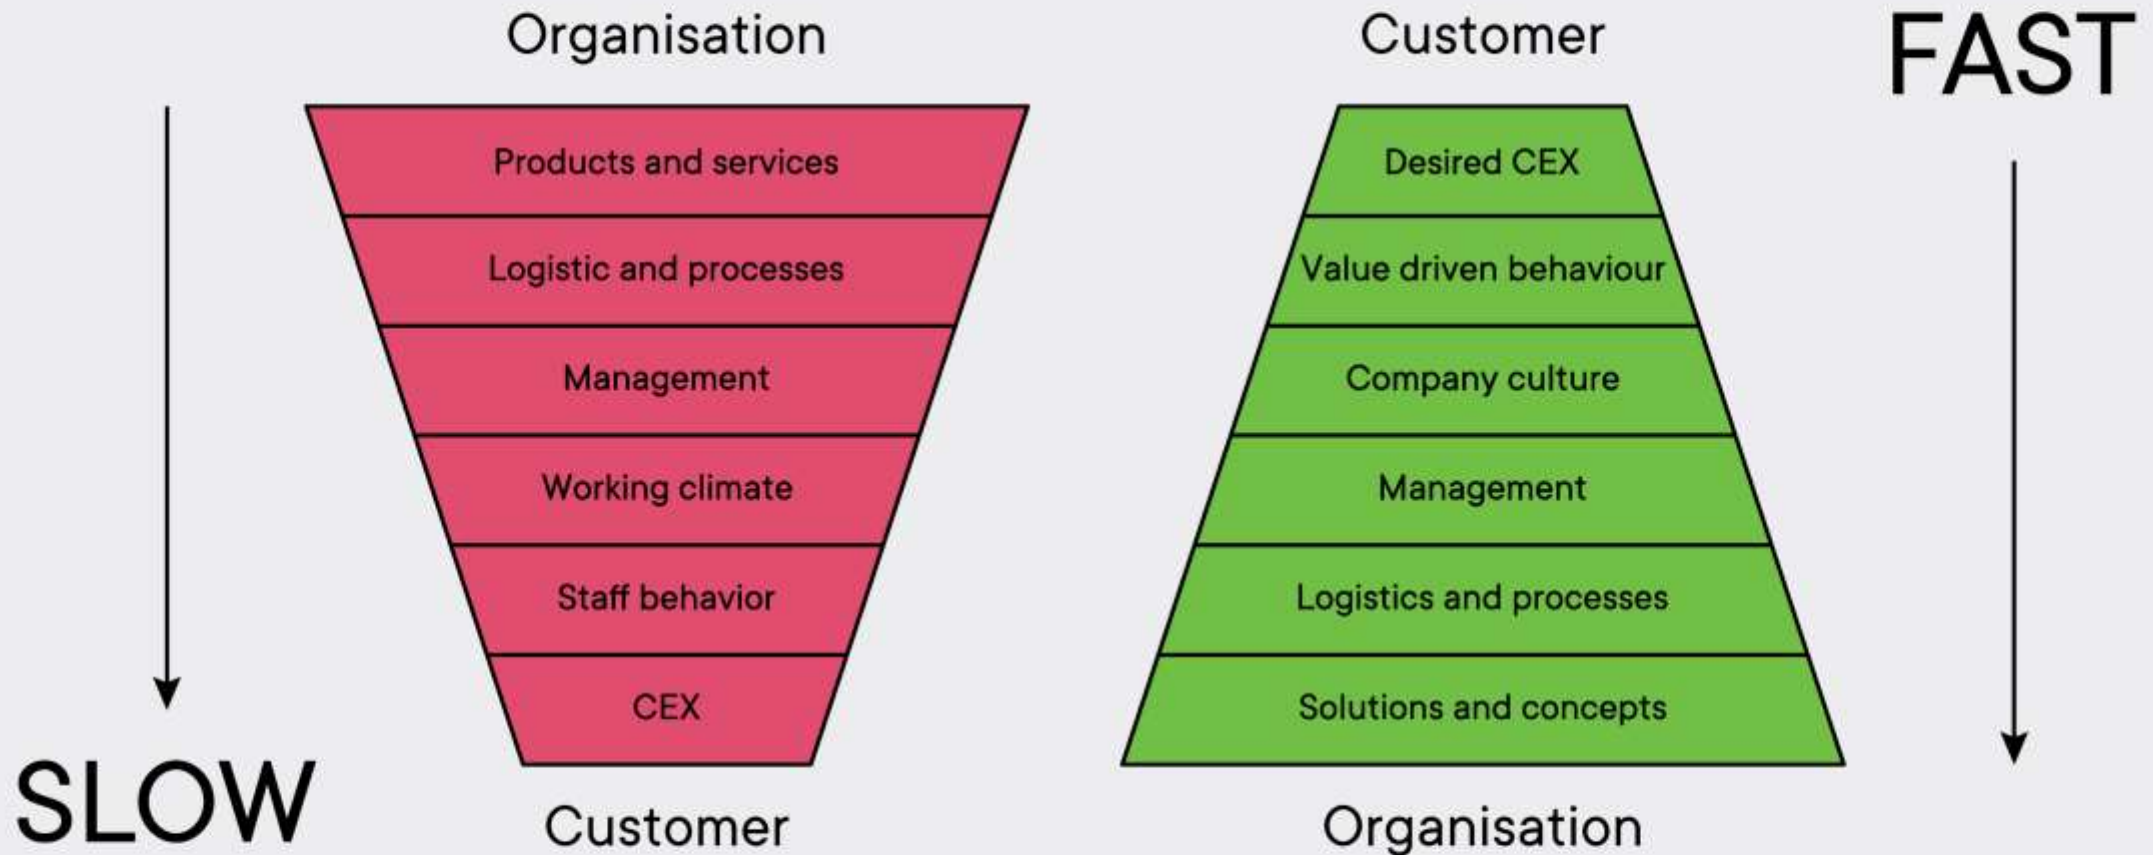 Organisation
Products and services
Logistic and processes
Management
Working climate
Staff behavior
CEX
Customer
SLOW
Customer
Desired CEX
Value driven behaviour
Company culture
Management
Logistics and processes
Solutions and concepts
Organisation
FAST